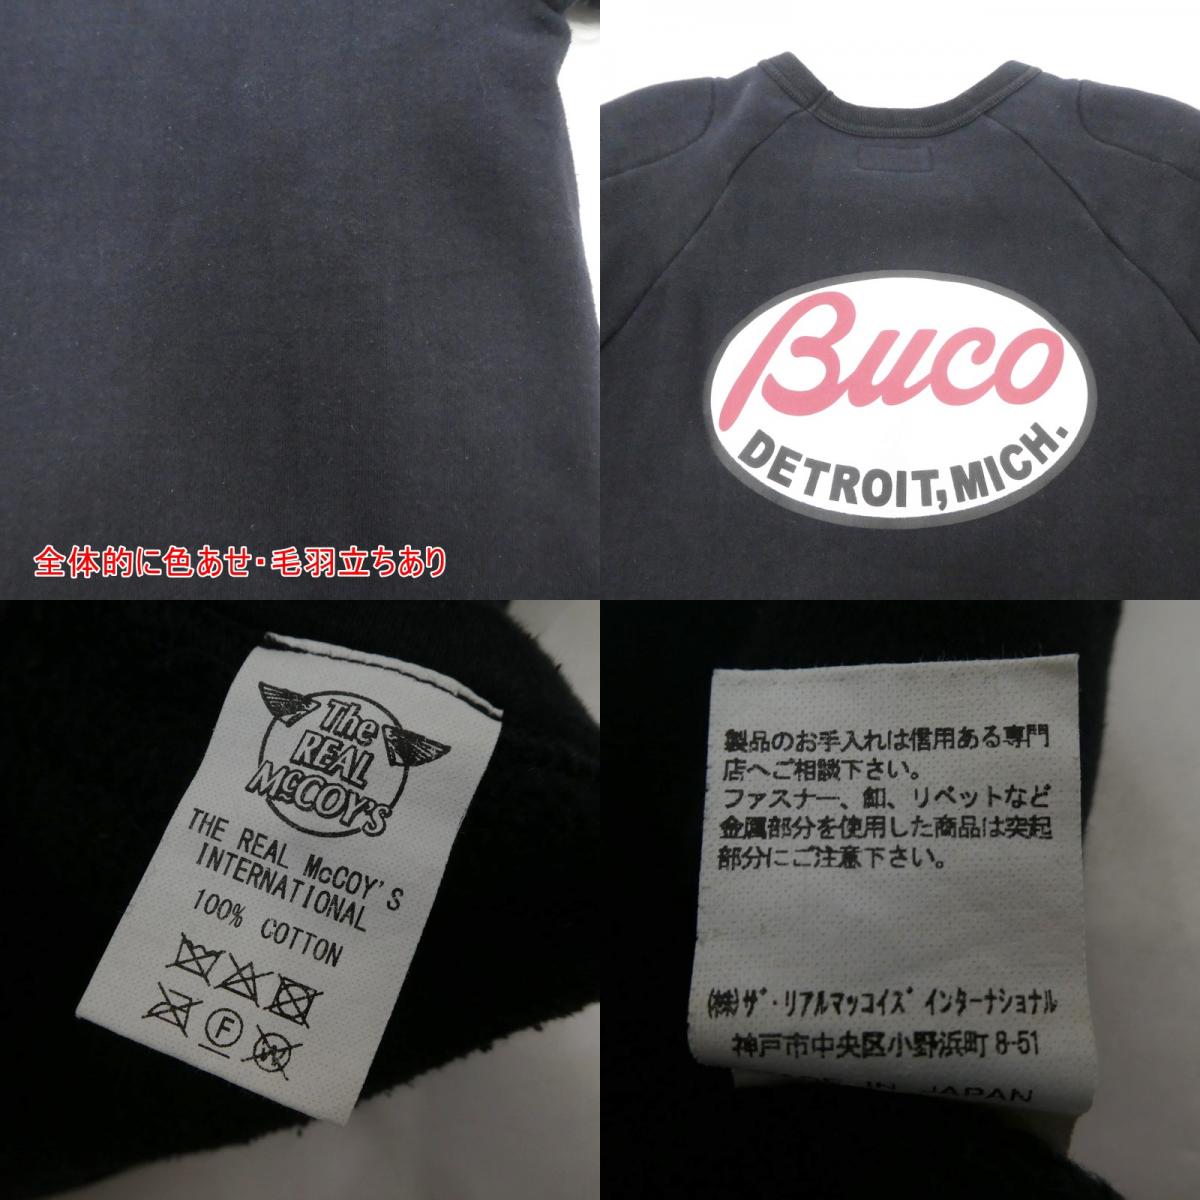 全体的に色あせ・毛羽立ちあり
Buco
DETROIT, MICH.
The
REAL
McCOY'S
THE REAL McCOY'S
INTERNATIONAL
100% COTTON
F
W
製品のお手入れは信用ある専門
店へご相談下さい。
ファスナー、釦、リベットなど
金属部分を使用した商品は突起
部分にご注意下さい。
(株)ザ・リアルマッコイズ インターナショナル
神戸市中央区小野浜町8-51
IN JAPAN